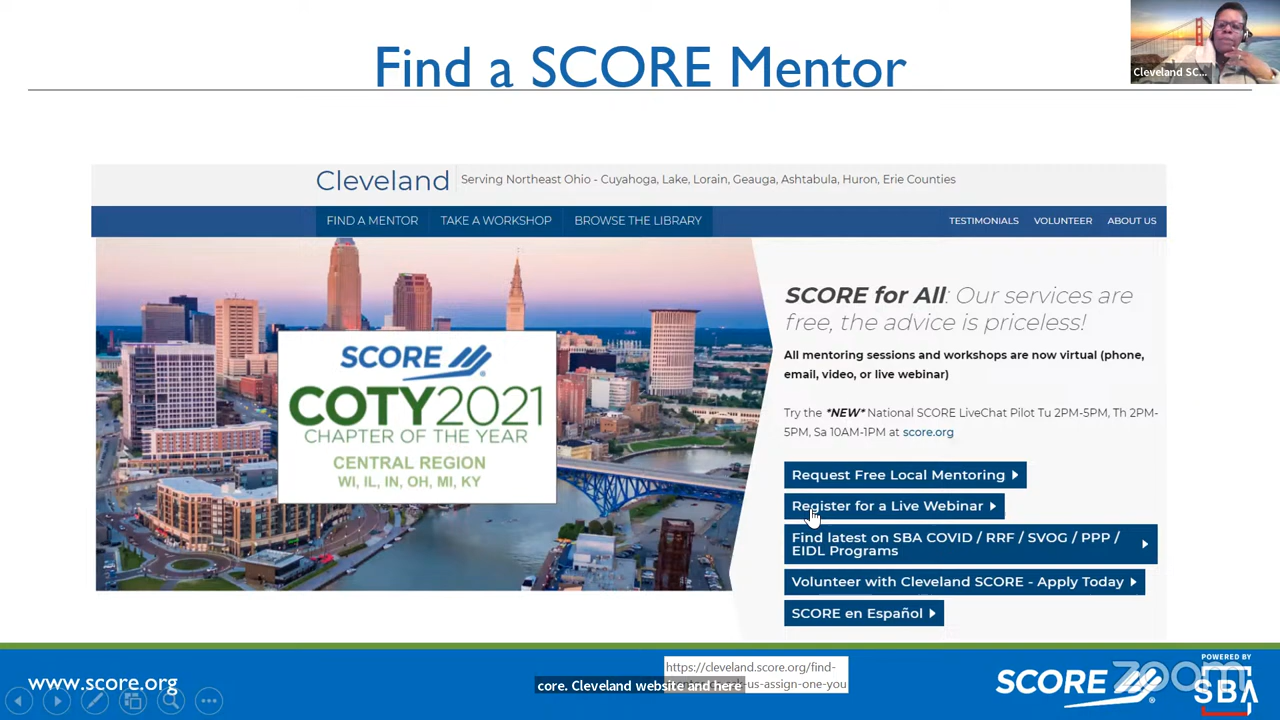 Find a SCORE Mentor
Cleveland SC...
Cleveland
Serving Northeast Ohio - Cuyahoga, Lake, Lorain, Geauga, Ashtabula, Huron, Erie Counties
FIND A MENTOR
TAKE A WORKSHOP
BROWSE THE LIBRARY
TESTIMONIALS
VOLUNTEER
ABOUT US
SCORE
COTY2021
CHAPTER OF THE YEAR
CENTRAL REGION
WI, IL, IN, OH, MI, KY
SCORE for All: Our services are
free, the advice is priceless!
All mentoring sessions and workshops are now virtual (phone,
email, video, or live webinar)
Try the *NEW* National SCORE LiveChat Pilot Tu 2PM-5PM, Th 2PM-
5PM, Sa 10AM-1PM at score.org
Request Free Local Mentoring
Register for a Live Webinar
Find latest on SBA COVID / RRF / SVOG / PPP /
EIDL Programs
Volunteer with Cleveland SCORE - Apply Today
SCORE en Español
www.score.org
https://cleveland.score.org/find-
us-assign-one-you
core. Cleveland website and here
SCORE
zoom
POWERED BY
SBA